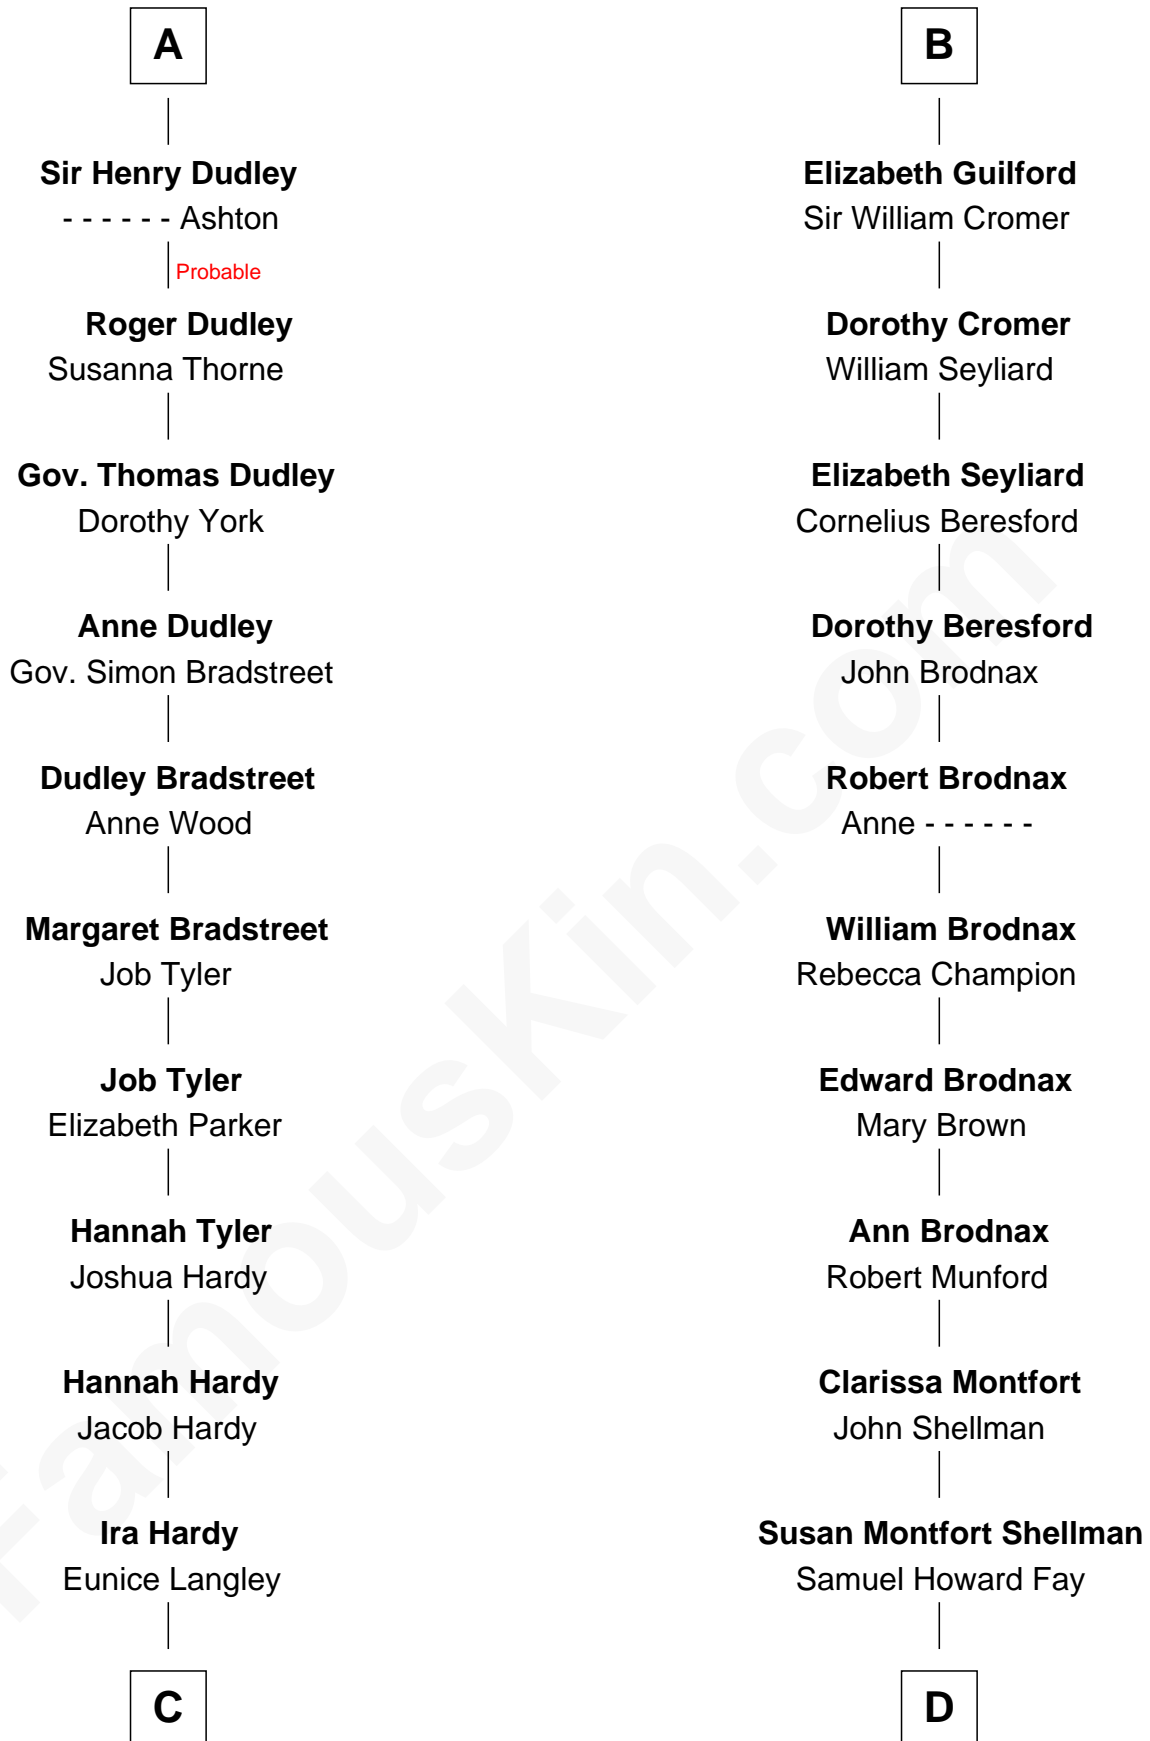 A
Sir Henry Dudley
- - - - - - Ashton
Probable
Roger Dudley
Susanna Thorne
Gov. Thomas Dudley
Dorothy York
Anne Dudley
Gov. Simon Bradstreet
Dudley Bradstreet
Anne Wood
Margaret Bradstreet
Job Tyler
Job Tyler
Elizabeth Parker
Hannah Tyler
Joshua Hardy
Hannah Hardy
Jacob Hardy
Ira Hardy
Eunice Langley
C
B
Elizabeth Guilford
Sir William Cromer
Dorothy Cromer
William Seyliard
Elizabeth Seyliard
Cornelius Beresford
Dorothy Beresford
John Brodnax
Robert Brodnax
Anne - - - - - -
William Brodnax
Rebecca Champion
Edward Brodnax
Mary Brown
Ann Brodnax
Robert Munford
Clarissa Montfort
John Shellman
Susan Montfort Shellman
Samuel Howard Fay
D
FamousKin.com